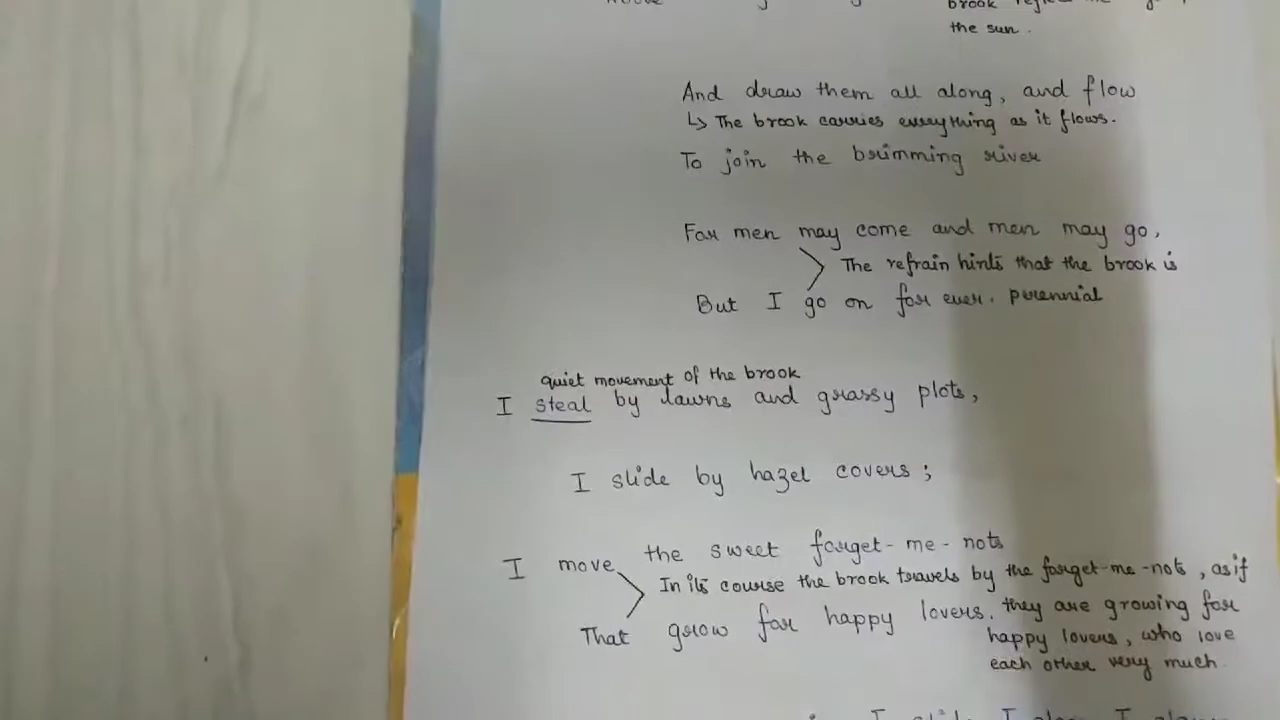 brook
the sun.
And draw them all along, and flow
↳ The brook carries everything as it flows.
To join the brimming river
For men may come and men may go,
The refrain hints that the brook is
But I go on for ever. perennial
quiet movement of the brook
I steal by lawns and grassy plots,
I slide by hazel covers;
I move the sweet forget-me-nots
In its course the brook travels by the forget-me-nots, as if
That grow for happy lovers. they are growing for
happy lovers, who love
each other very much.